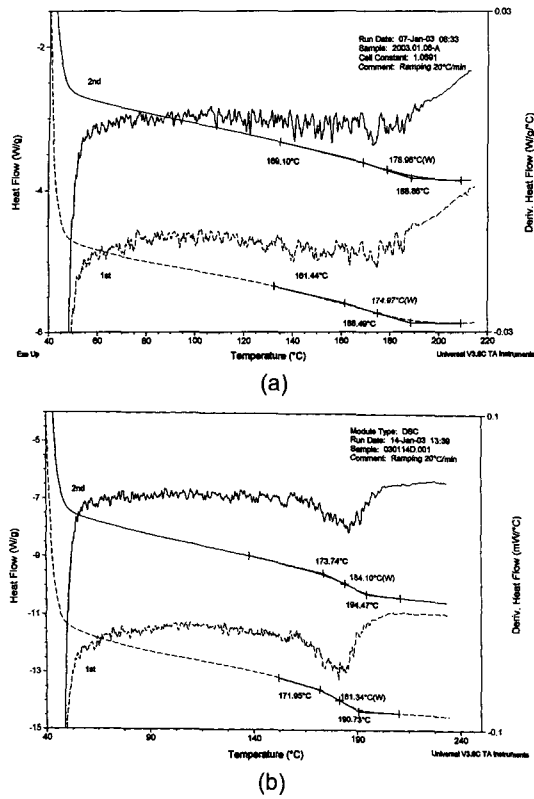 0.03
Run Date: 07-Jan-03 08:33
Sample: 2003.01.06-A
Cell Constant: 1.0691
Comment: Ramping 20°C/min
-2
2nd
Heat Flow (W/g)
Deriv. Heat Flow (W/g/°C)
169.10°C
178.98°C(W)
188.86°C
-4
1st
161.44°C
174.97°C(W)
188.49°C
-6
-0.03
40 60 80 100 120 140 160 180 200 220
Exo Up
Temperature (°C)
Universal V3.8C TA Instruments
(a)
0.1
Module Type: DSC
Run Date: 14-Jan-03 13:39
Sample: 030114D.001
Comment: Ramping 20°C/min
-5
2nd
-7
Heat Flow (W/g)
Deriv. Heat Flow (mW/°C)
-9
173.74°C
184.10°C(W)
194.47°C
-11
-13
1st
171.95°C
181.34°C(W)
190.73°C
-15
-0.1
40 90 140 190 240
Temperature (°C)
Universal V3.8C TA Instruments
(b)